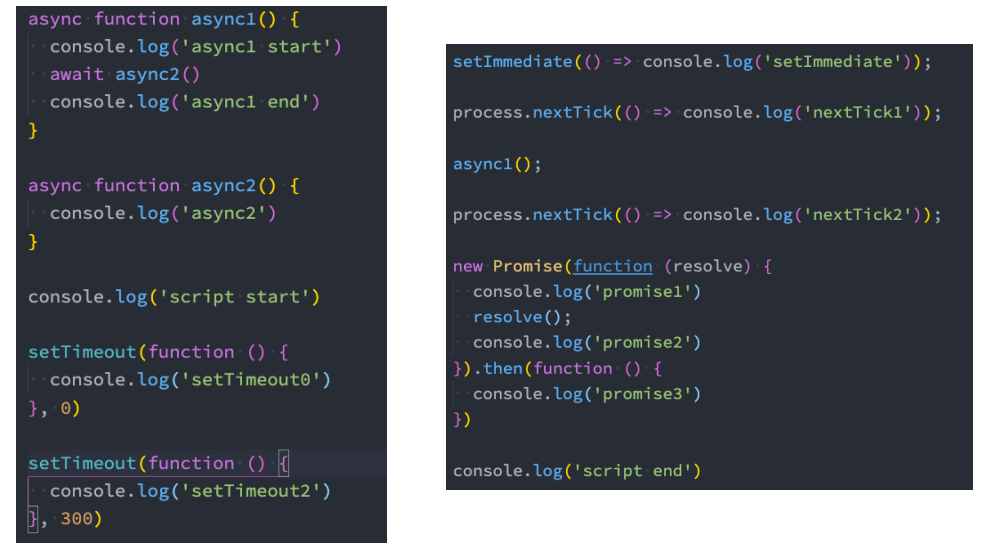 async function async1() {
  console.log('async1 start')
  await async2()
  console.log('async1 end')
}
async function async2() {
  console.log('async2')
}
console.log('script start')
setTimeout(function () {
  console.log('setTimeout0')
}, 0)
setTimeout(function () {
  console.log('setTimeout2')
}, 300)
setImmediate(() => console.log('setImmediate'));
process.nextTick(() => console.log('nextTick1'));
async1();
process.nextTick(() => console.log('nextTick2'));
new Promise(function (resolve) {
  console.log('promise1')
  resolve();
  console.log('promise2')
}).then(function () {
  console.log('promise3')
})
console.log('script end')